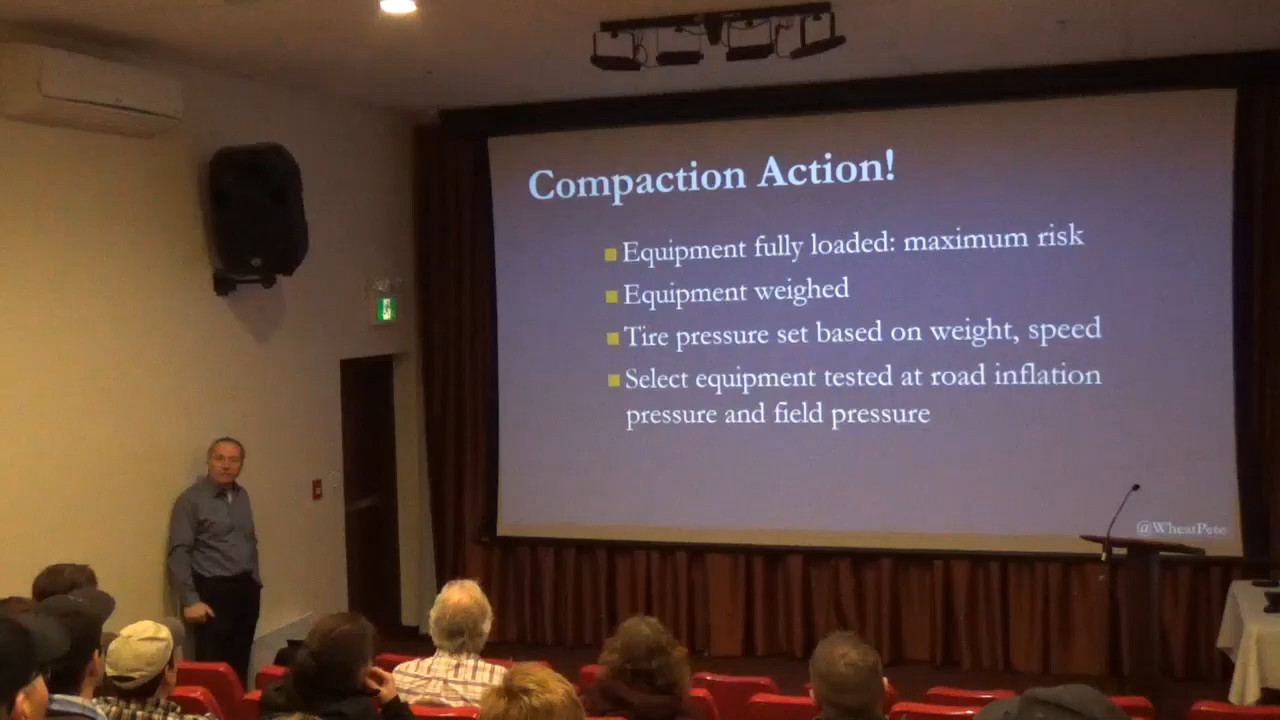 Compaction Action!
Equipment fully loaded: maximum risk
Equipment weighed
Tire pressure set based on weight, speed
Select equipment tested at road inflation
pressure and field pressure
@WheatPete